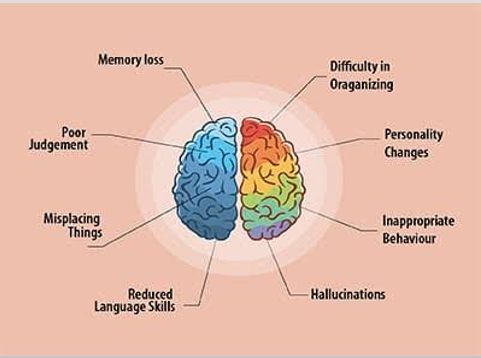 Memory loss
Difficulty in
Oraganizing
Poor
Judgement
Personality
Changes
Misplacing
Things
Inappropriate
Behaviour
Reduced
Language Skills
Hallucinations